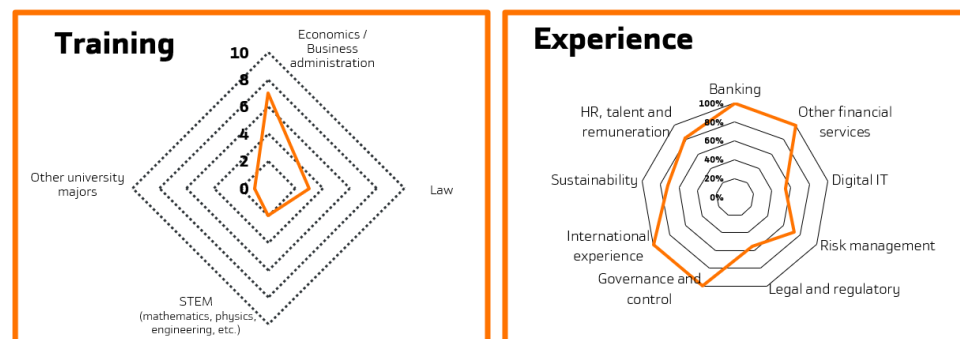 Training
10
8
6
4
2
0
Economics /
Business
administration
Law
STEM
(mathematics, physics,
engineering, etc.)
Other university
majors
Experience
Banking
100%
80%
60%
40%
20%
0%
Other financial
services
Digital IT
Risk management
Legal and regulatory
Governance and
control
International
experience
Sustainability
HR, talent and
remuneration